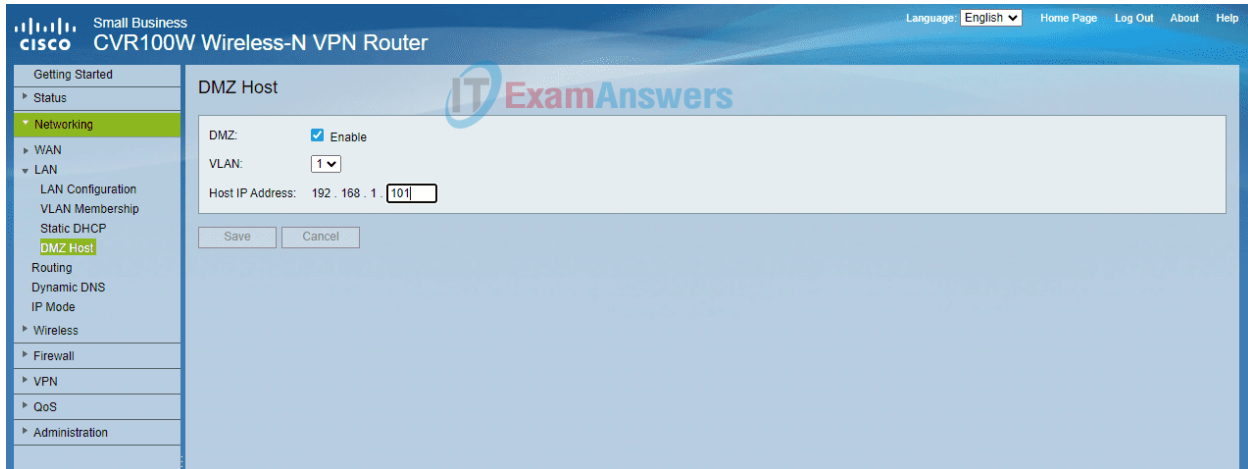 Small Business
cisco CVR100W Wireless-N VPN Router
Language: English Home Page Log Out About Help
Getting Started
Status
Networking
WAN
LAN
LAN Configuration
VLAN Membership
Static DHCP
DMZ Host
Routing
Dynamic DNS
IP Mode
Wireless
Firewall
VPN
QoS
Administration
DMZ Host
IT ExamAnswers
DMZ: Enable
VLAN: 1
Host IP Address: 192 . 168 . 1 . 101
Save Cancel